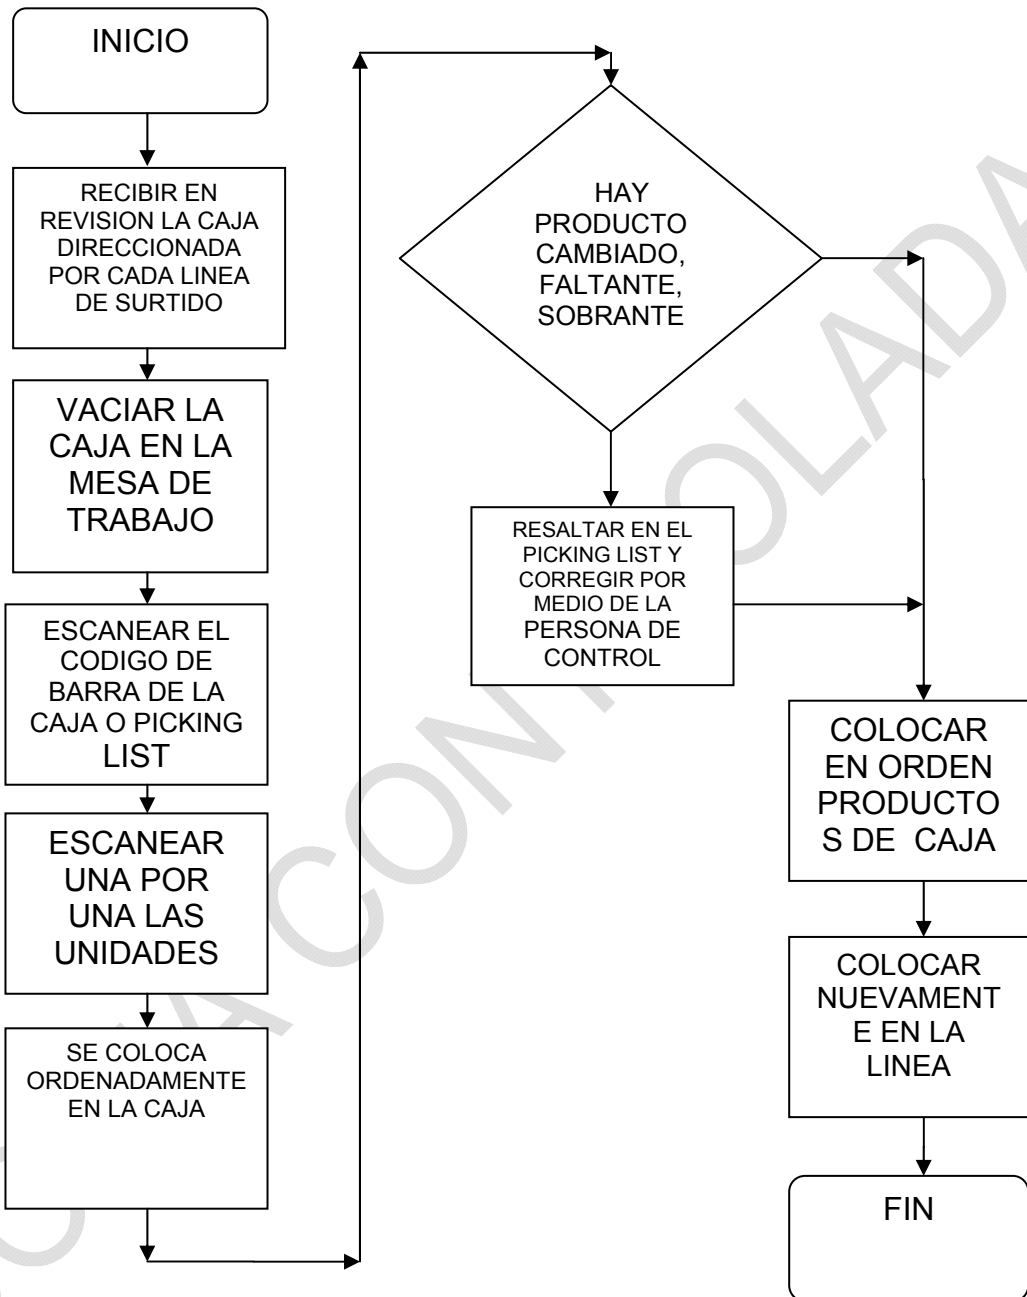 INICIO
RECIBIR EN
REVISION LA CAJA
DIRECCIONADA
POR CADA LINEA
DE SURTIDO
VACIAR LA
CAJA EN LA
MESA DE
TRABAJO
ESCANEAR EL
CODIGO DE
BARRA DE LA
CAJA O PICKING
LIST
ESCANEAR
UNA POR
UNA LAS
UNIDADES
SE COLOCA
ORDENADAMENTE
EN LA CAJA
HAY
PRODUCTO
CAMBIADO,
FALTANTE,
SOBRANTE
RESALTAR EN EL
PICKING LIST Y
CORREGIR POR
MEDIO DE LA
PERSONA DE
CONTROL
COLOCAR
EN ORDEN
PRODUCTO
S DE CAJA
COLOCAR
NUEVAMENT
E EN LA
LINEA
FIN